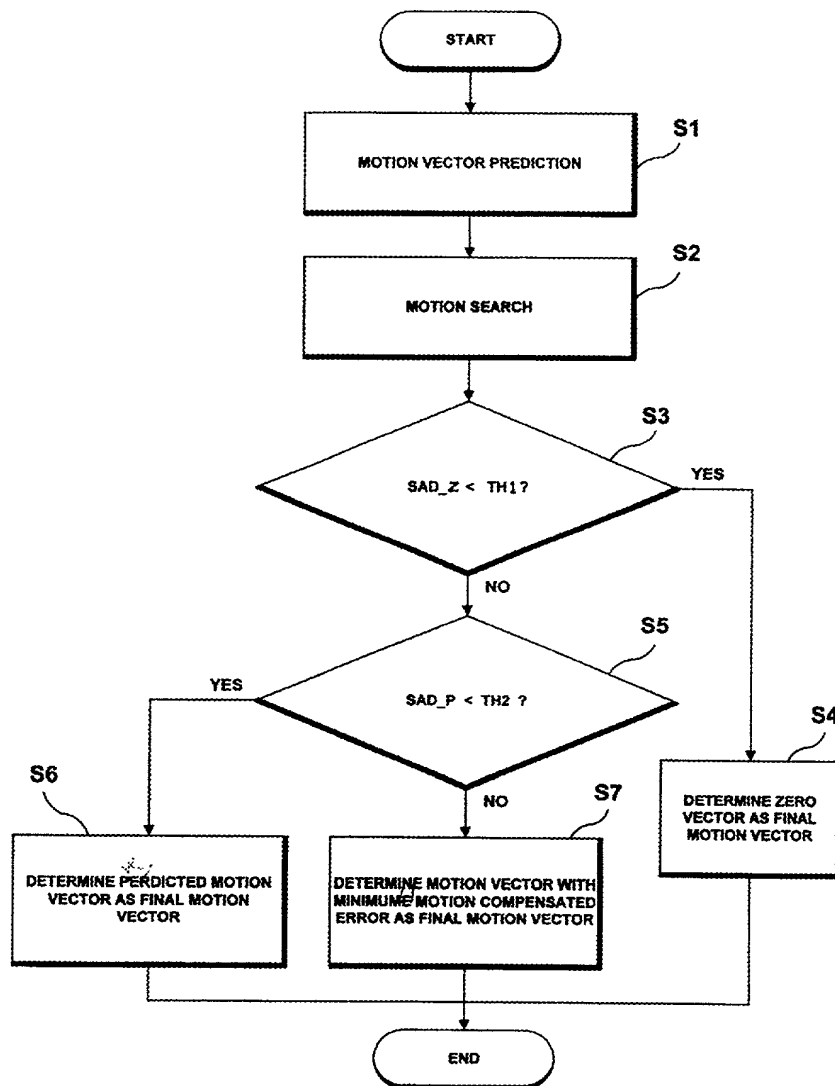 START
S1
MOTION VECTOR PREDICTION
S2
MOTION SEARCH
S3
SAD_Z < TH1?
YES
NO
S5
SAD_P < TH2 ?
YES
NO
S4
DETERMINE ZERO
VECTOR AS FINAL
MOTION VECTOR
S6
DETERMINE PERDICTED MOTION
VECTOR AS FINAL MOTION
VECTOR
S7
DETERMINE MOTION VECTOR WITH
MINIMUME MOTION COMPENSATED
ERROR AS FINAL MOTION VECTOR
END